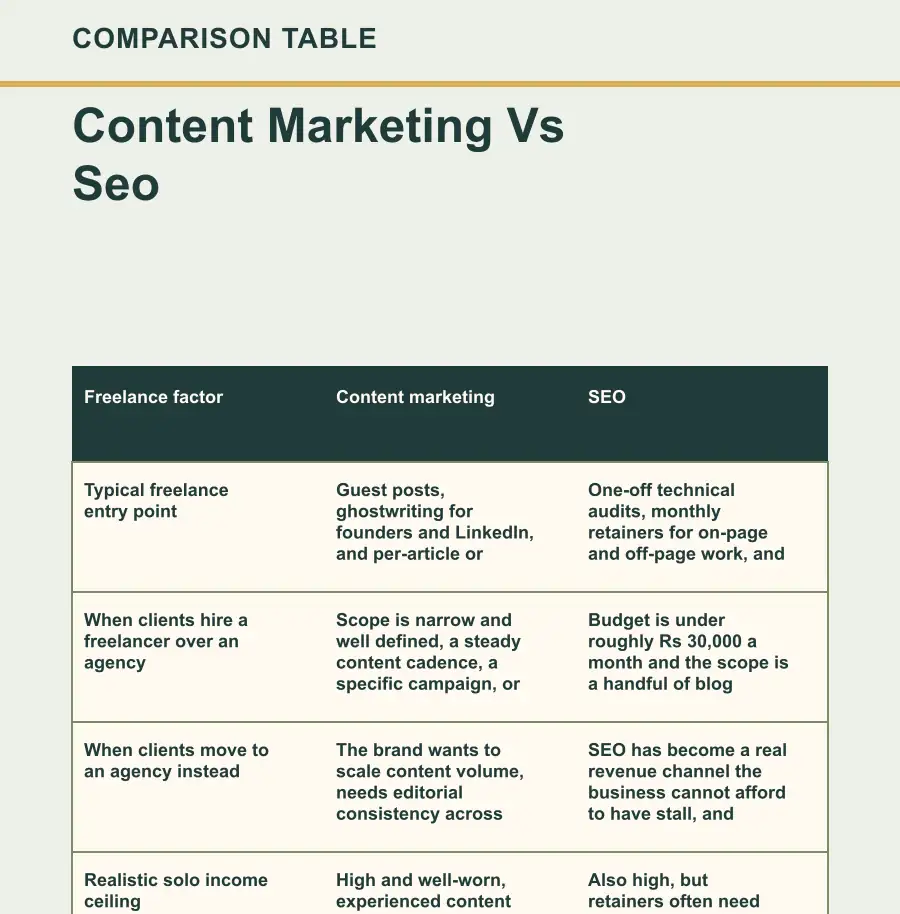 COMPARISON TABLE
Content Marketing Vs
Seo
Freelance factor
Content marketing
SEO
Typical freelance
entry point
Guest posts,
ghostwriting for
founders and LinkedIn,
and per-article or
One-off technical
audits, monthly
retainers for on-page
and off-page work, and
When clients hire a
freelancer over an
agency
Scope is narrow and
well defined, a steady
content cadence, a
specific campaign, or
Budget is under
roughly Rs 30,000 a
month and the scope is
a handful of blog
When clients move to
an agency instead
The brand wants to
scale content volume,
needs editorial
consistency across
SEO has become a real
revenue channel the
business cannot afford
to have stall, and
Realistic solo income
ceiling
High and well-worn,
experienced content
Also high, but
retainers often need